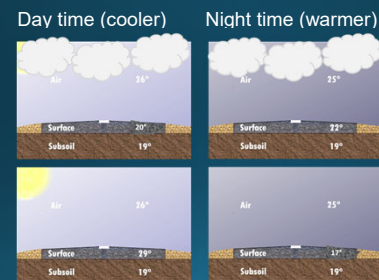 Day time (cooler)
Night time (warmer)
Air 26°
Surface 20°
Subsoil 19°
Air 25°
Surface 22°
Subsoil 19°
Air 26°
Surface 29°
Subsoil 19°
Air 25°
Surface 17°
Subsoil 19°